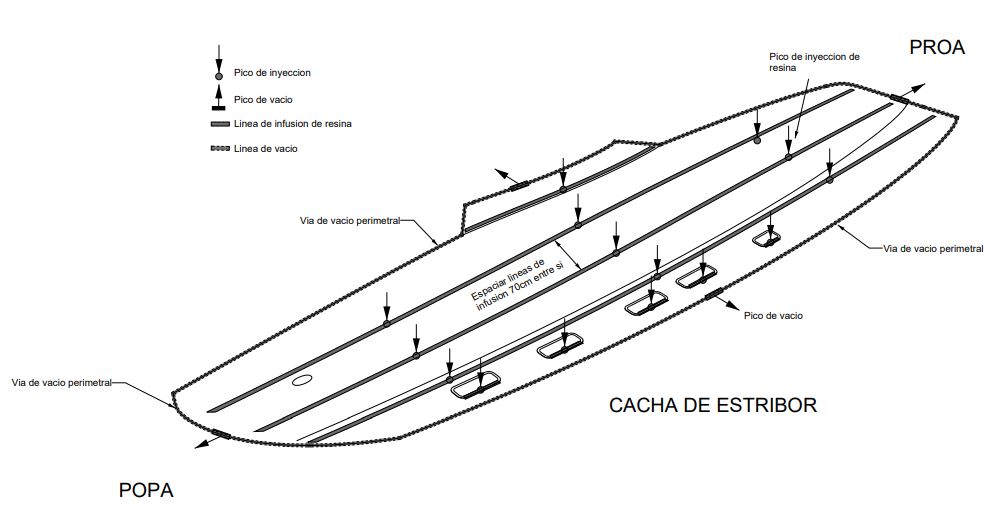 PROA
Pico de inyeccion de
resina
Pico de inyeccion
Pico de vacio
Linea de infusion de resina
Linea de vacio
Via de vacio perimetral
Via de vacio perimetral
Espaciar lineas de
infusion 70cm entre si
Pico de vacio
Via de vacio perimetral
CACHA DE ESTRIBOR
POPA